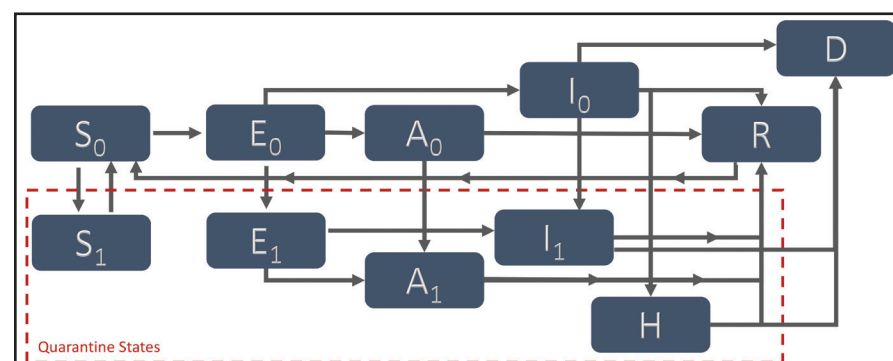 D
I0
S0
E0
A0
R
S1
E1
I1
A1
H
Quarantine States